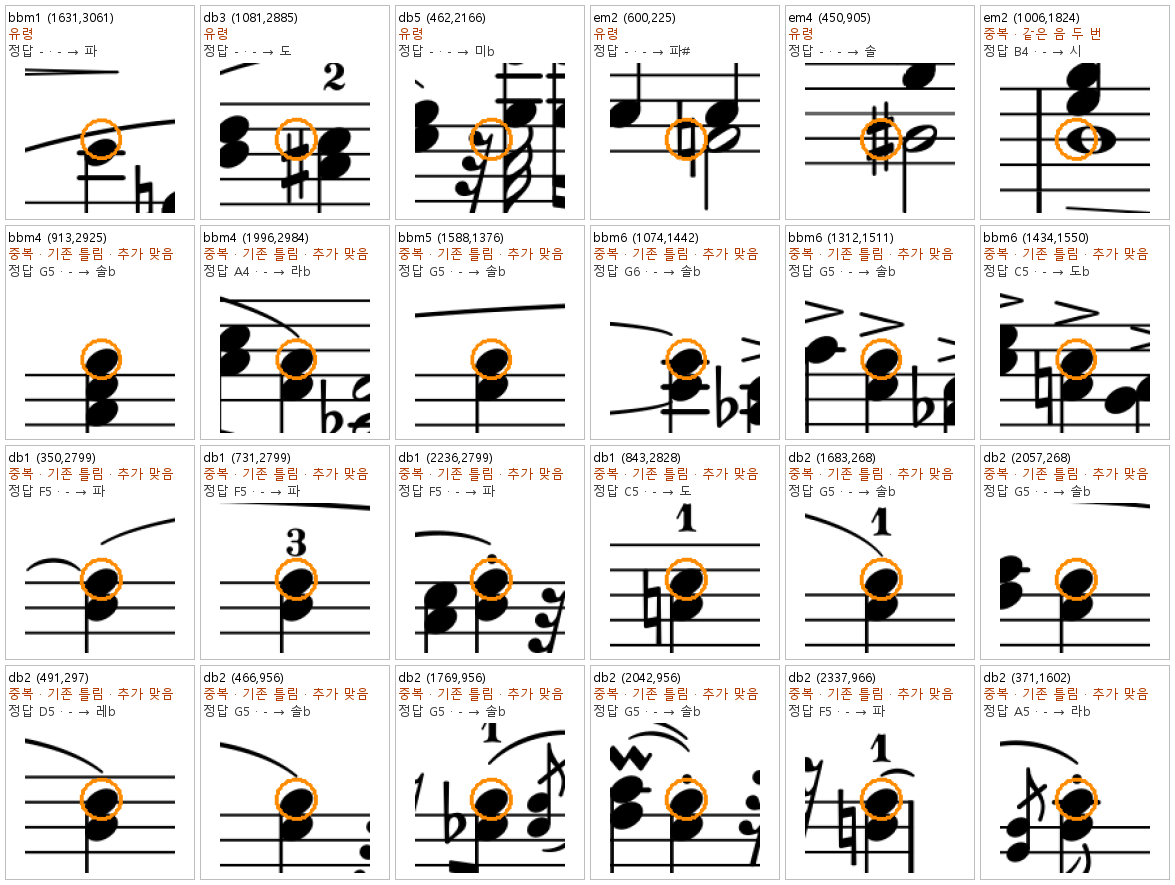 bbm1 (1631,3061)
유령
정답 - · - → 파
db3 (1081,2885)
유령
정답 - · - → 도
2
db5 (462,2166)
유령
정답 - · - → 미b
em2 (600,225)
유령
정답 - · - → 파#
em4 (450,905)
유령
정답 - · - → 솔
em2 (1006,1824)
중복 · 같은 음 두 번
정답 B4 · - → 시
bbm4 (913,2925)
중복 · 기존 틀림 · 추가 맞음
정답 G5 · - → 솔b
bbm4 (1996,2984)
중복 · 기존 틀림 · 추가 맞음
정답 A4 · - → 라b
bbm5 (1588,1376)
중복 · 기존 틀림 · 추가 맞음
정답 G5 · - → 솔b
bbm6 (1074,1442)
중복 · 기존 틀림 · 추가 맞음
정답 G6 · - → 솔b
bbm6 (1312,1511)
중복 · 기존 틀림 · 추가 맞음
정답 G5 · - → 솔b
bbm6 (1434,1550)
중복 · 기존 틀림 · 추가 맞음
정답 C5 · - → 도b
db1 (350,2799)
중복 · 기존 틀림 · 추가 맞음
정답 F5 · - → 파
db1 (731,2799)
중복 · 기존 틀림 · 추가 맞음
정답 F5 · - → 파
3
db1 (2236,2799)
중복 · 기존 틀림 · 추가 맞음
정답 F5 · - → 파
db1 (843,2828)
중복 · 기존 틀림 · 추가 맞음
정답 C5 · - → 도
1
db2 (1683,268)
중복 · 기존 틀림 · 추가 맞음
정답 G5 · - → 솔b
1
db2 (2057,268)
중복 · 기존 틀림 · 추가 맞음
정답 G5 · - → 솔b
db2 (491,297)
중복 · 기존 틀림 · 추가 맞음
정답 D5 · - → 레b
db2 (466,956)
중복 · 기존 틀림 · 추가 맞음
정답 G5 · - → 솔b
db2 (1769,956)
중복 · 기존 틀림 · 추가 맞음
정답 G5 · - → 솔b
1
db2 (2042,956)
중복 · 기존 틀림 · 추가 맞음
정답 G5 · - → 솔b
db2 (2337,966)
중복 · 기존 틀림 · 추가 맞음
정답 F5 · - → 파
1
db2 (371,1602)
중복 · 기존 틀림 · 추가 맞음
정답 A5 · - → 라b